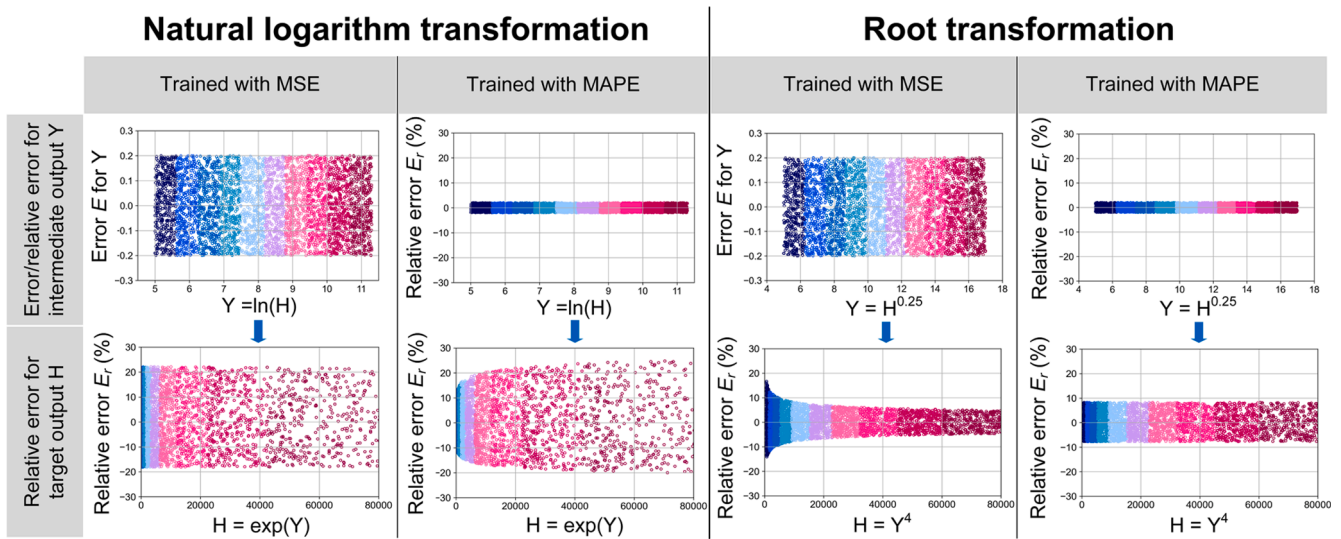 Natural logarithm transformation
Root transformation
Trained with MSE
Trained with MAPE
Trained with MSE
Trained with MAPE
Error/relative error for
intermediate output Y
Error E for Y
0.3
0.2
0.1
0.0
−0.1
−0.2
−0.3
5 6 7 8 9 10 11
Y =ln(H)
Relative error Er (%)
30
20
10
0
−10
−20
−30
5 6 7 8 9 10 11
Y =ln(H)
Error E for Y
0.3
0.2
0.1
0.0
−0.1
−0.2
−0.3
4 6 8 10 12 14 16 18
Y = H^0.25
Relative error Er (%)
30
20
10
0
−10
−20
−30
4 6 8 10 12 14 16 18
Y = H^0.25
Relative error for
target output H
Relative error Er (%)
30
20
10
0
−10
−20
−30
0 20000 40000 60000 80000
H = exp(Y)
Relative error Er (%)
30
20
10
0
−10
−20
−30
0 20000 40000 60000 80000
H = exp(Y)
Relative error Er (%)
30
20
10
0
−10
−20
−30
0 20000 40000 60000 80000
H = Y^4
Relative error Er (%)
30
20
10
0
−10
−20
−30
0 20000 40000 60000 80000
H = Y^4